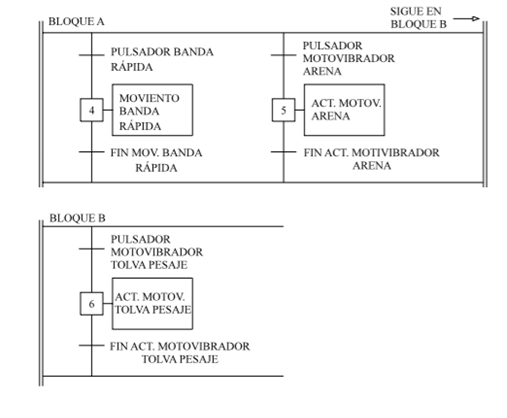 BLOQUE A
SIGUE EN
BLOQUE B
PULSADOR BANDA
RÁPIDA
4
MOVIENTO
BANDA
RÁPIDA
FIN MOV. BANDA
RÁPIDA
PULSADOR
MOTOVIBRADOR
ARENA
5
ACT. MOTOV.
ARENA
FIN ACT. MOTIVIBRADOR
ARENA
BLOQUE B
PULSADOR
MOTOVIBRADOR
TOLVA PESAJE
6
ACT. MOTOV.
TOLVA PESAJE
FIN ACT. MOTOVIBRADOR
TOLVA PESAJE